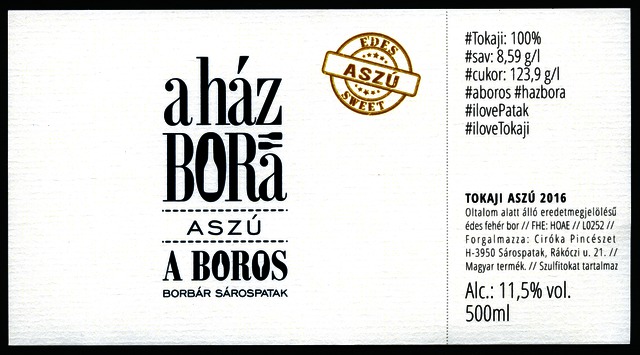 a ház
BORA
ASZÚ
A BOROS
BORBÁR SÁROSPATAK
ÉDES
ASZÚ
SWEET
#Tokaji: 100%
#sav: 8,59 g/l
#cukor: 123,9 g/l
#aboros #hazbora
#ilovePatak
#iloveTokaji
TOKAJI ASZÚ 2016
Oltalom alatt álló eredetmegjelölésű
édes fehér bor // FHE: HOAE // L0252 //
Forgalmazza: Ciróka Pincészet
H-3950 Sárospatak, Rákóczi u. 21. //
Magyar termék. // Szulfitokat tartalmaz
Alc.: 11,5% vol.
500ml